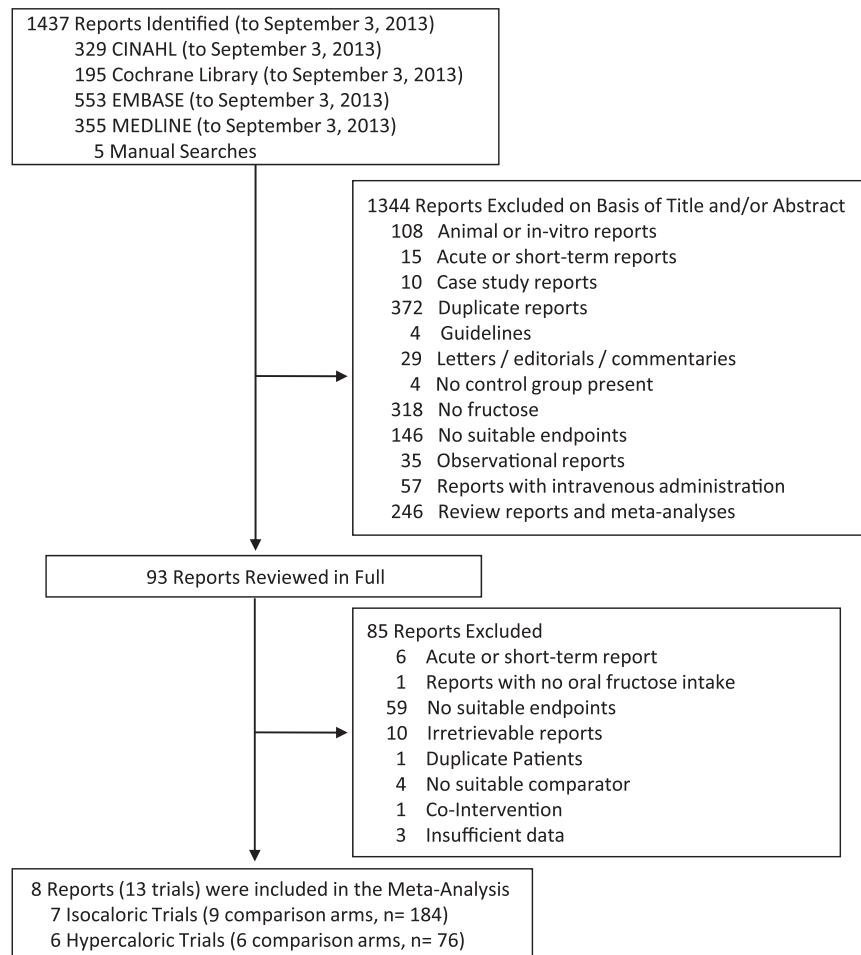 1437 Reports Identified (to September 3, 2013)
329 CINAHL (to September 3, 2013)
195 Cochrane Library (to September 3, 2013)
553 EMBASE (to September 3, 2013)
355 MEDLINE (to September 3, 2013)
5 Manual Searches
1344 Reports Excluded on Basis of Title and/or Abstract
108 Animal or in-vitro reports
15 Acute or short-term reports
10 Case study reports
372 Duplicate reports
4 Guidelines
29 Letters / editorials / commentaries
4 No control group present
318 No fructose
146 No suitable endpoints
35 Observational reports
57 Reports with intravenous administration
246 Review reports and meta-analyses
93 Reports Reviewed in Full
85 Reports Excluded
6 Acute or short-term report
1 Reports with no oral fructose intake
59 No suitable endpoints
10 Irretrievable reports
1 Duplicate Patients
4 No suitable comparator
1 Co-Intervention
3 Insufficient data
8 Reports (13 trials) were included in the Meta-Analysis
7 Isocaloric Trials (9 comparison arms, n= 184)
6 Hypercaloric Trials (6 comparison arms, n= 76)